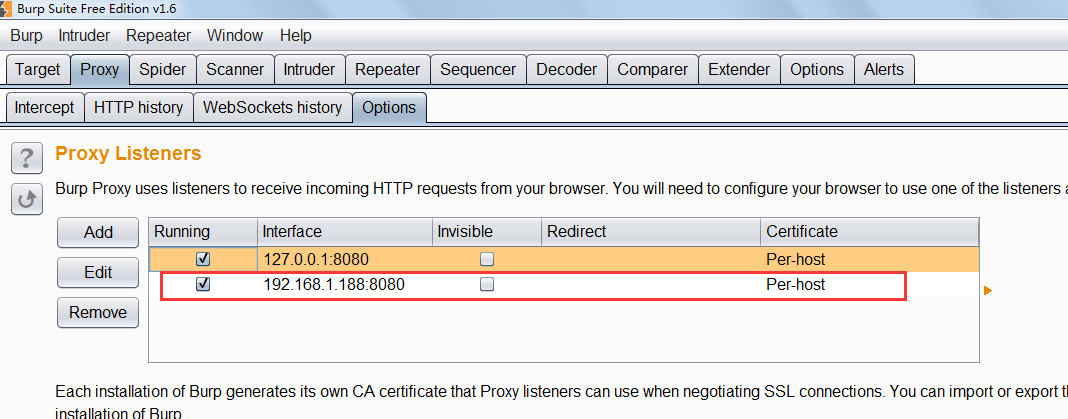 Burp Suite Free Edition v1.6
Burp Intruder Repeater Window Help
Target Proxy Spider Scanner Intruder Repeater Sequencer Decoder Comparer Extender Options Alerts
Intercept HTTP history WebSockets history Options
? Proxy Listeners
Burp Proxy uses listeners to receive incoming HTTP requests from your browser. You will need to configure your browser to use one of the listeners a
Add Running Interface Invisible Redirect Certificate
127.0.0.1:8080 Per-host
Edit 192.168.1.188:8080 Per-host
Remove
Each installation of Burp generates its own CA certificate that Proxy listeners can use when negotiating SSL connections. You can import or export th
installation of Burp.